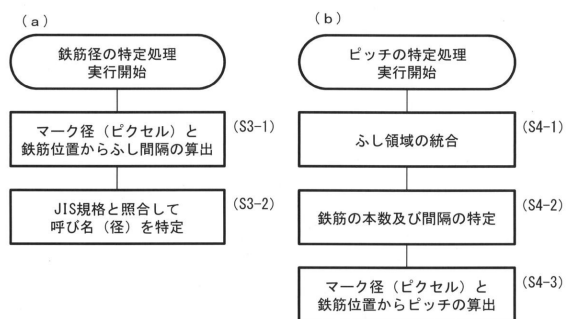 （a）
鉄筋径の特定処理
実行開始
マーク径（ピクセル）と
鉄筋位置からふし間隔の算出
(S3-1)
JIS規格と照合して
呼び名（径）を特定
(S3-2)
（b）
ピッチの特定処理
実行開始
ふし領域の統合
(S4-1)
鉄筋の本数及び間隔の特定
(S4-2)
マーク径（ピクセル）と
鉄筋位置からピッチの算出
(S4-3)